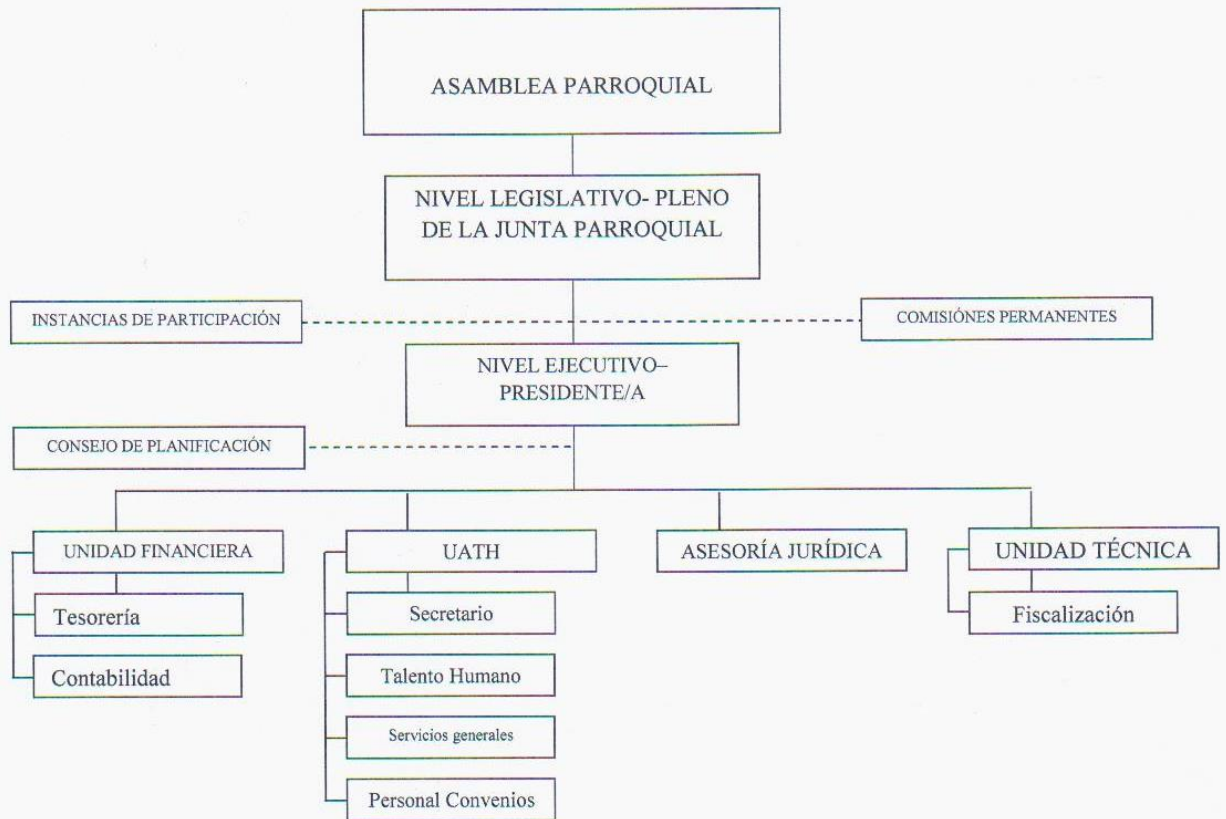 ASAMBLEA PARROQUIAL
NIVEL LEGISLATIVO- PLENO
DE LA JUNTA PARROQUIAL
INSTANCIAS DE PARTICIPACIÓN
COMISIÓNES PERMANENTES
NIVEL EJECUTIVO–
PRESIDENTE/A
CONSEJO DE PLANIFICACIÓN
UNIDAD FINANCIERA
UATH
ASESORÍA JURÍDICA
UNIDAD TÉCNICA
Tesorería
Secretario
Fiscalización
Contabilidad
Talento Humano
Servicios generales
Personal Convenios